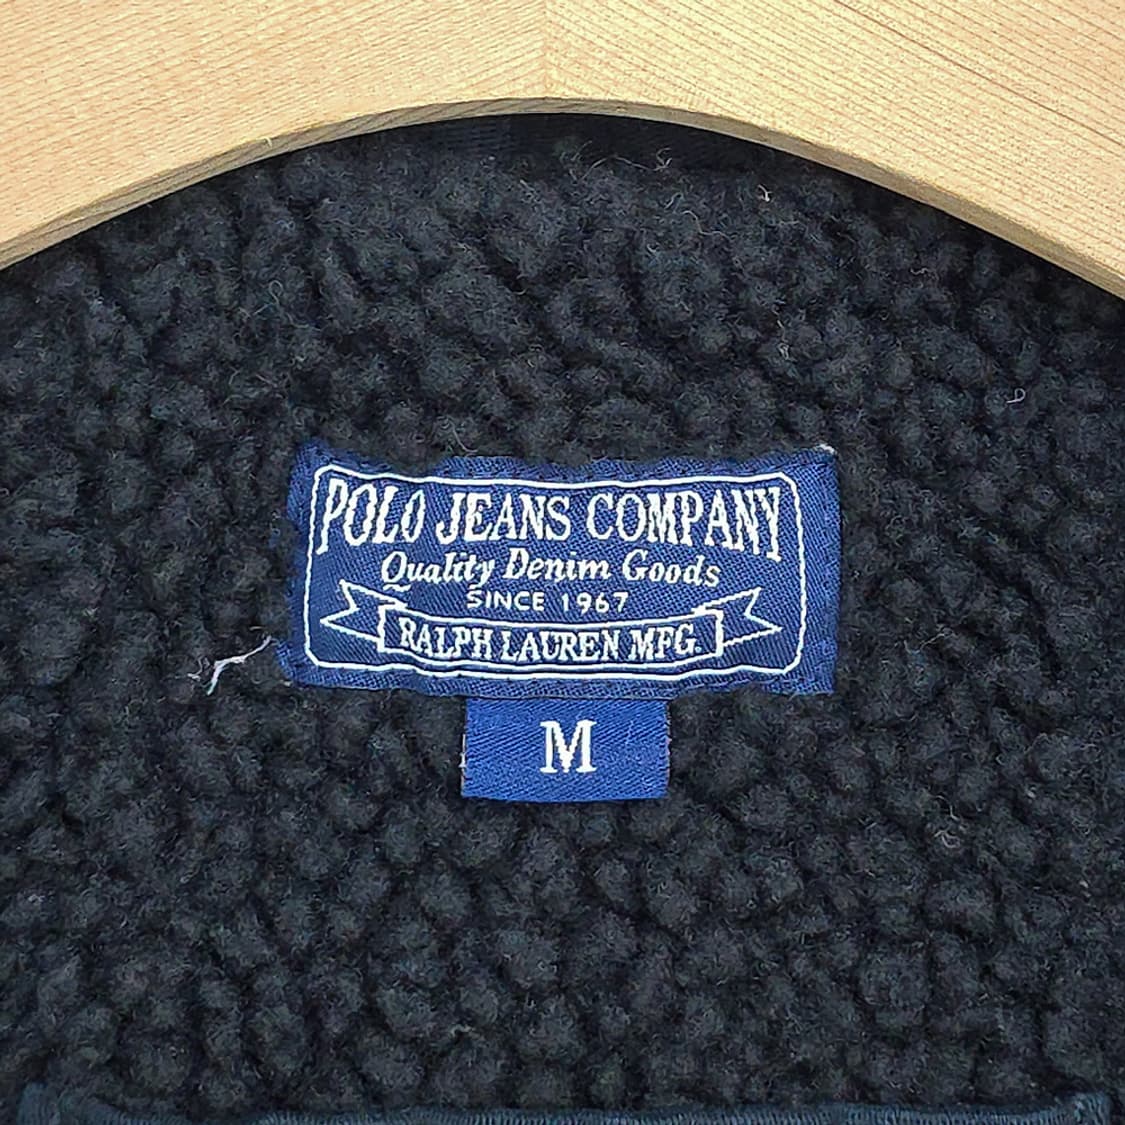 POLO JEANS COMPANY
Quality Denim Goods
SINCE 1967
RALPH LAUREN MFG.
M